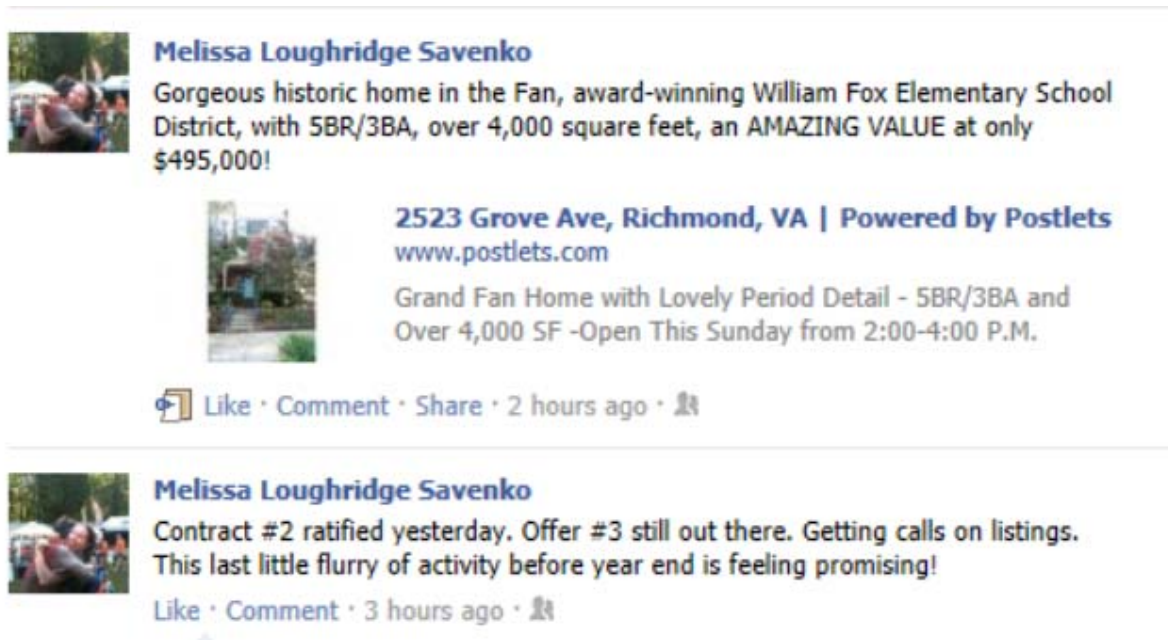 Melissa Loughridge Savenko
Gorgeous historic home in the Fan, award-winning William Fox Elementary School
District, with 5BR/3BA, over 4,000 square feet, an AMAZING VALUE at only
$495,000!
2523 Grove Ave, Richmond, VA | Powered by Postlets
www.postlets.com
Grand Fan Home with Lovely Period Detail - 5BR/3BA and
Over 4,000 SF -Open This Sunday from 2:00-4:00 P.M.
Like · Comment · Share · 2 hours ago ·
Melissa Loughridge Savenko
Contract #2 ratified yesterday. Offer #3 still out there. Getting calls on listings.
This last little flurry of activity before year end is feeling promising!
Like · Comment · 3 hours ago ·